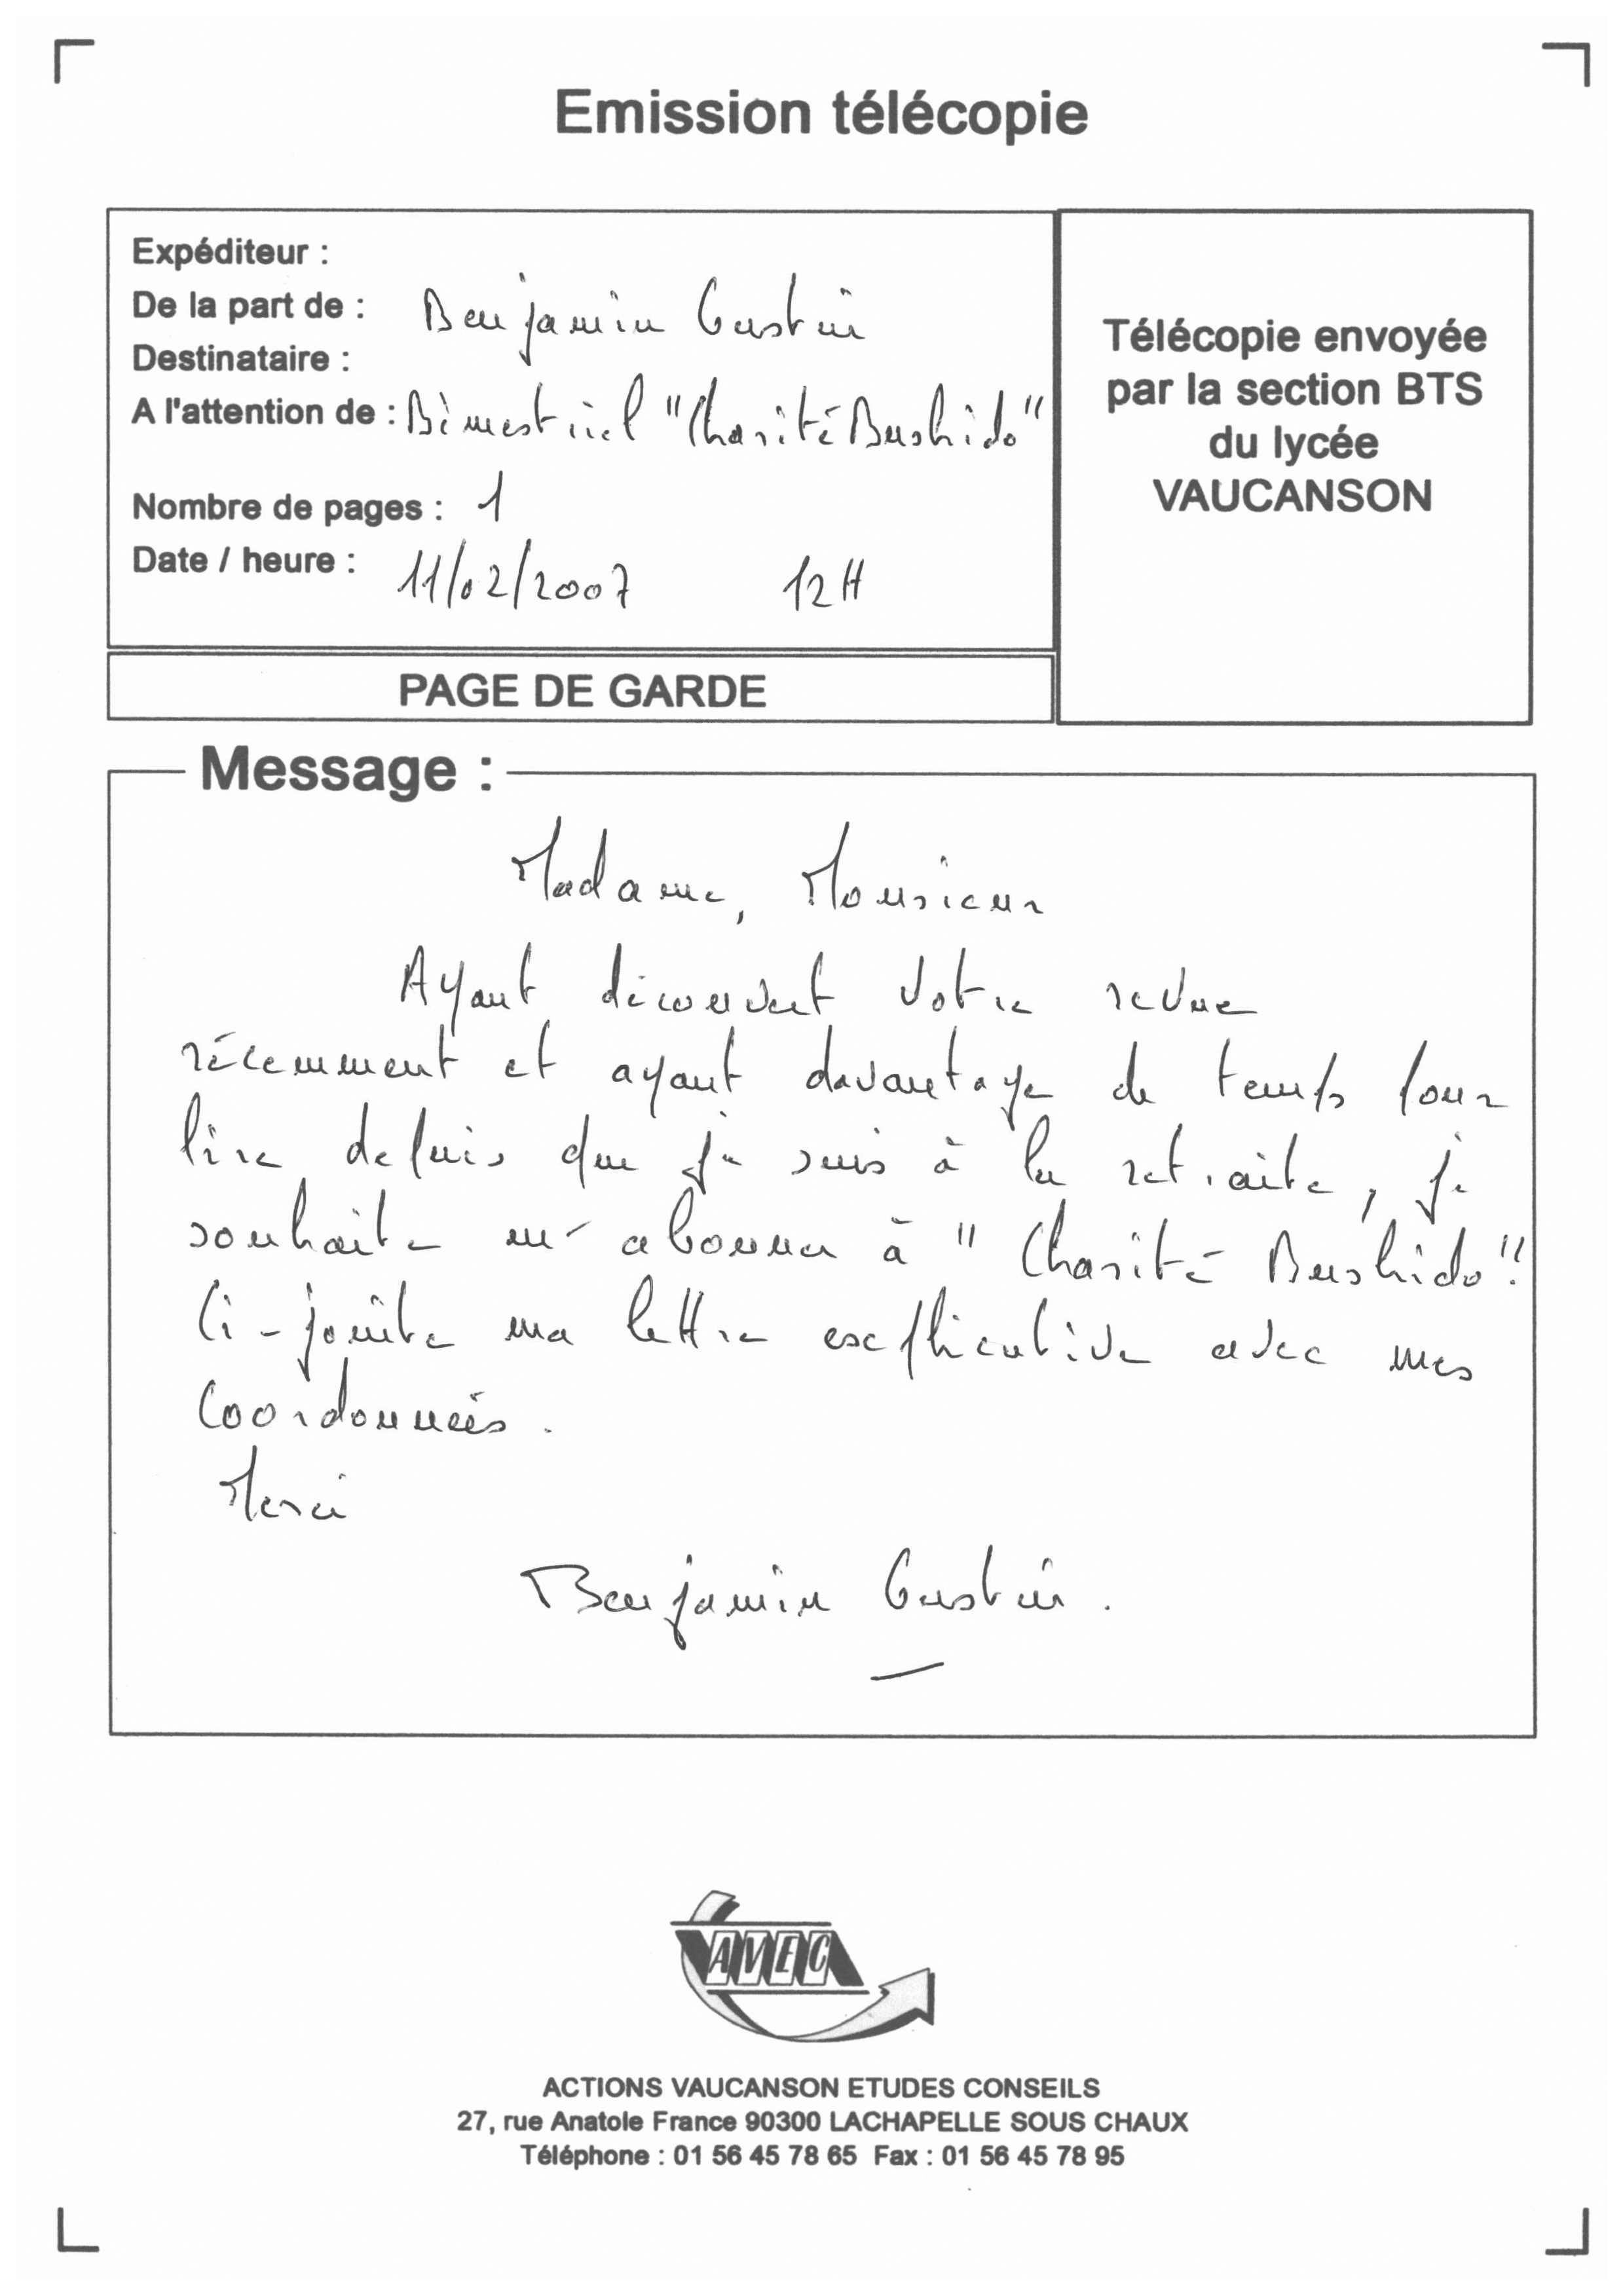 Emission télécopie
Expéditeur :
De la part de : Benjamin Gustin
Destinataire :
A l'attention de : Bimestriel "Charité Bushido"
Nombre de pages : 1
Date / heure : 11/02/2007 12H
Télécopie envoyée
par la section BTS
du lycée
VAUCANSON
PAGE DE GARDE
Message :
Madame, Monsieur
Ayant découvert votre revue
récemment et ayant davantage de temps pour
lire depuis que je suis à la retraite, je
souhaite m'abonner à "Charité Bushido".
Ci-jointe ma lettre explicative avec mes
coordonnées.
Merci
Benjamin Gustin.
AVEC
ACTIONS VAUCANSON ETUDES CONSEILS
27, rue Anatole France 90300 LACHAPELLE SOUS CHAUX
Téléphone : 01 56 45 78 65 Fax : 01 56 45 78 95